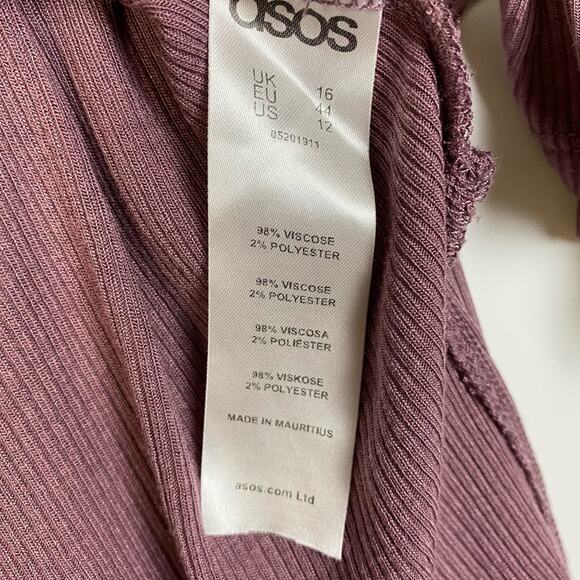 asos
UK 16
EU 44
US 12
05201911
98% VISCOSE
2% POLYESTER
98% VISCOSE
2% POLYESTER
98% VISCOSA
2% POLIÉSTER
98% VISKOSE
2% POLYESTER
MADE IN MAURITIUS
asos.com Ltd